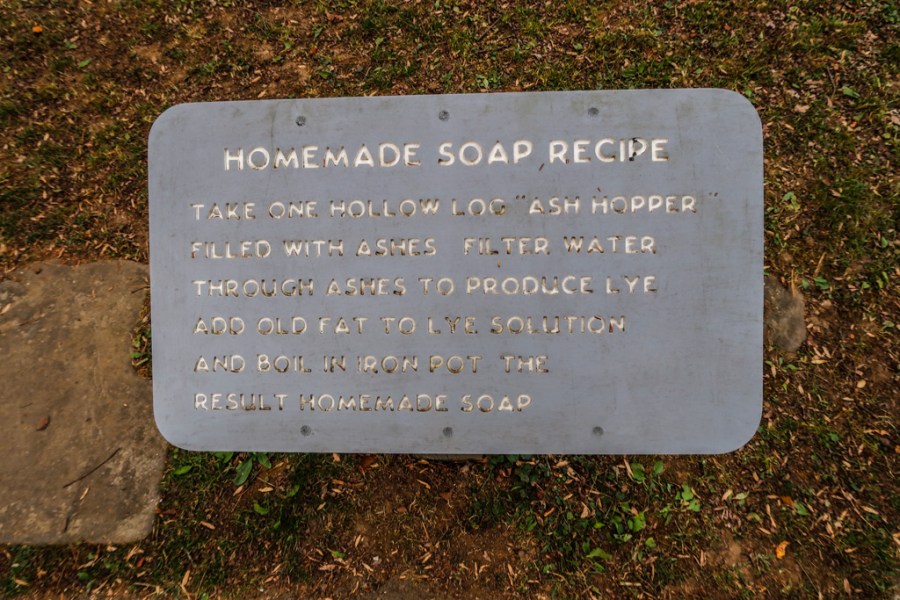 HOMEMADE SOAP RECIPE
TAKE ONE HOLLOW LOG "ASH HOPPER"
FILLED WITH ASHES FILTER WATER
THROUGH ASHES TO PRODUCE LYE
ADD OLD FAT TO LYE SOLUTION
AND BOIL IN IRON POT THE
RESULT HOMEMADE SOAP